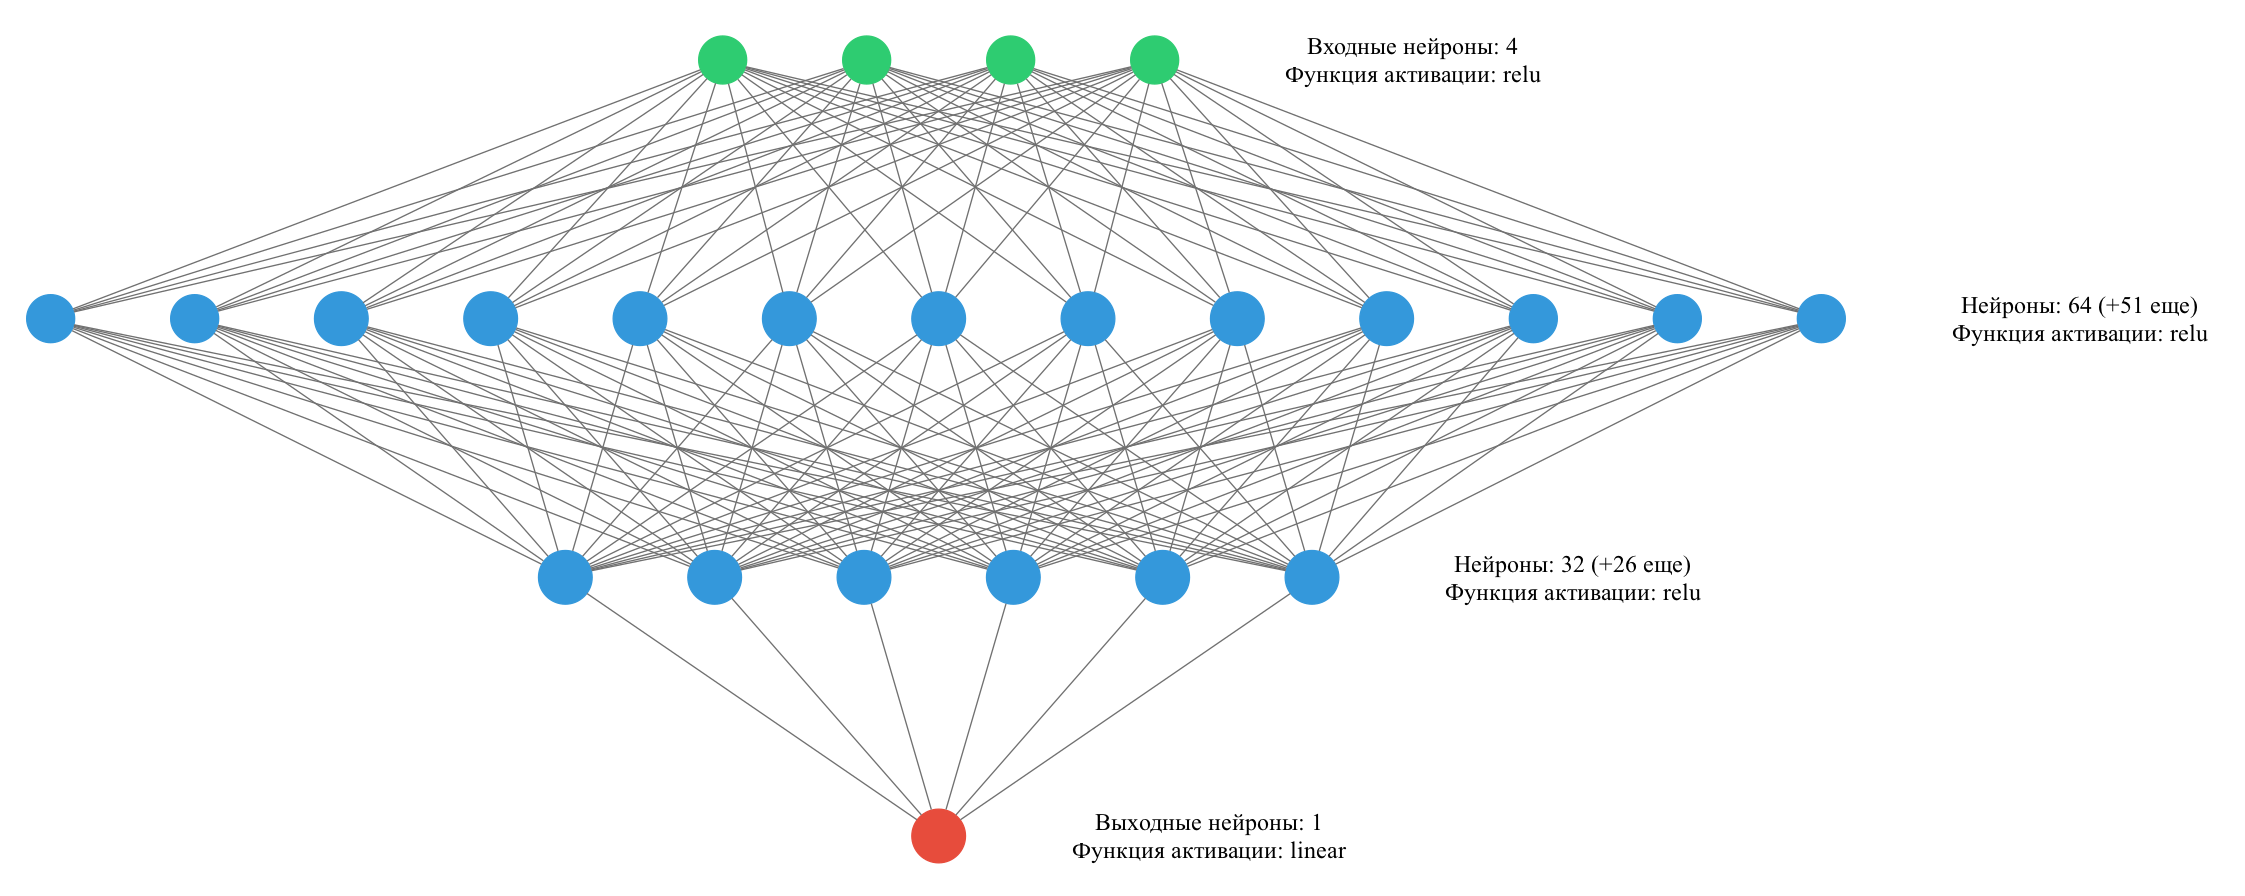 Входные нейроны: 4
Функция активации: relu
Нейроны: 64 (+51 еще)
Функция активации: relu
Нейроны: 32 (+26 еще)
Функция активации: relu
Выходные нейроны: 1
Функция активации: linear